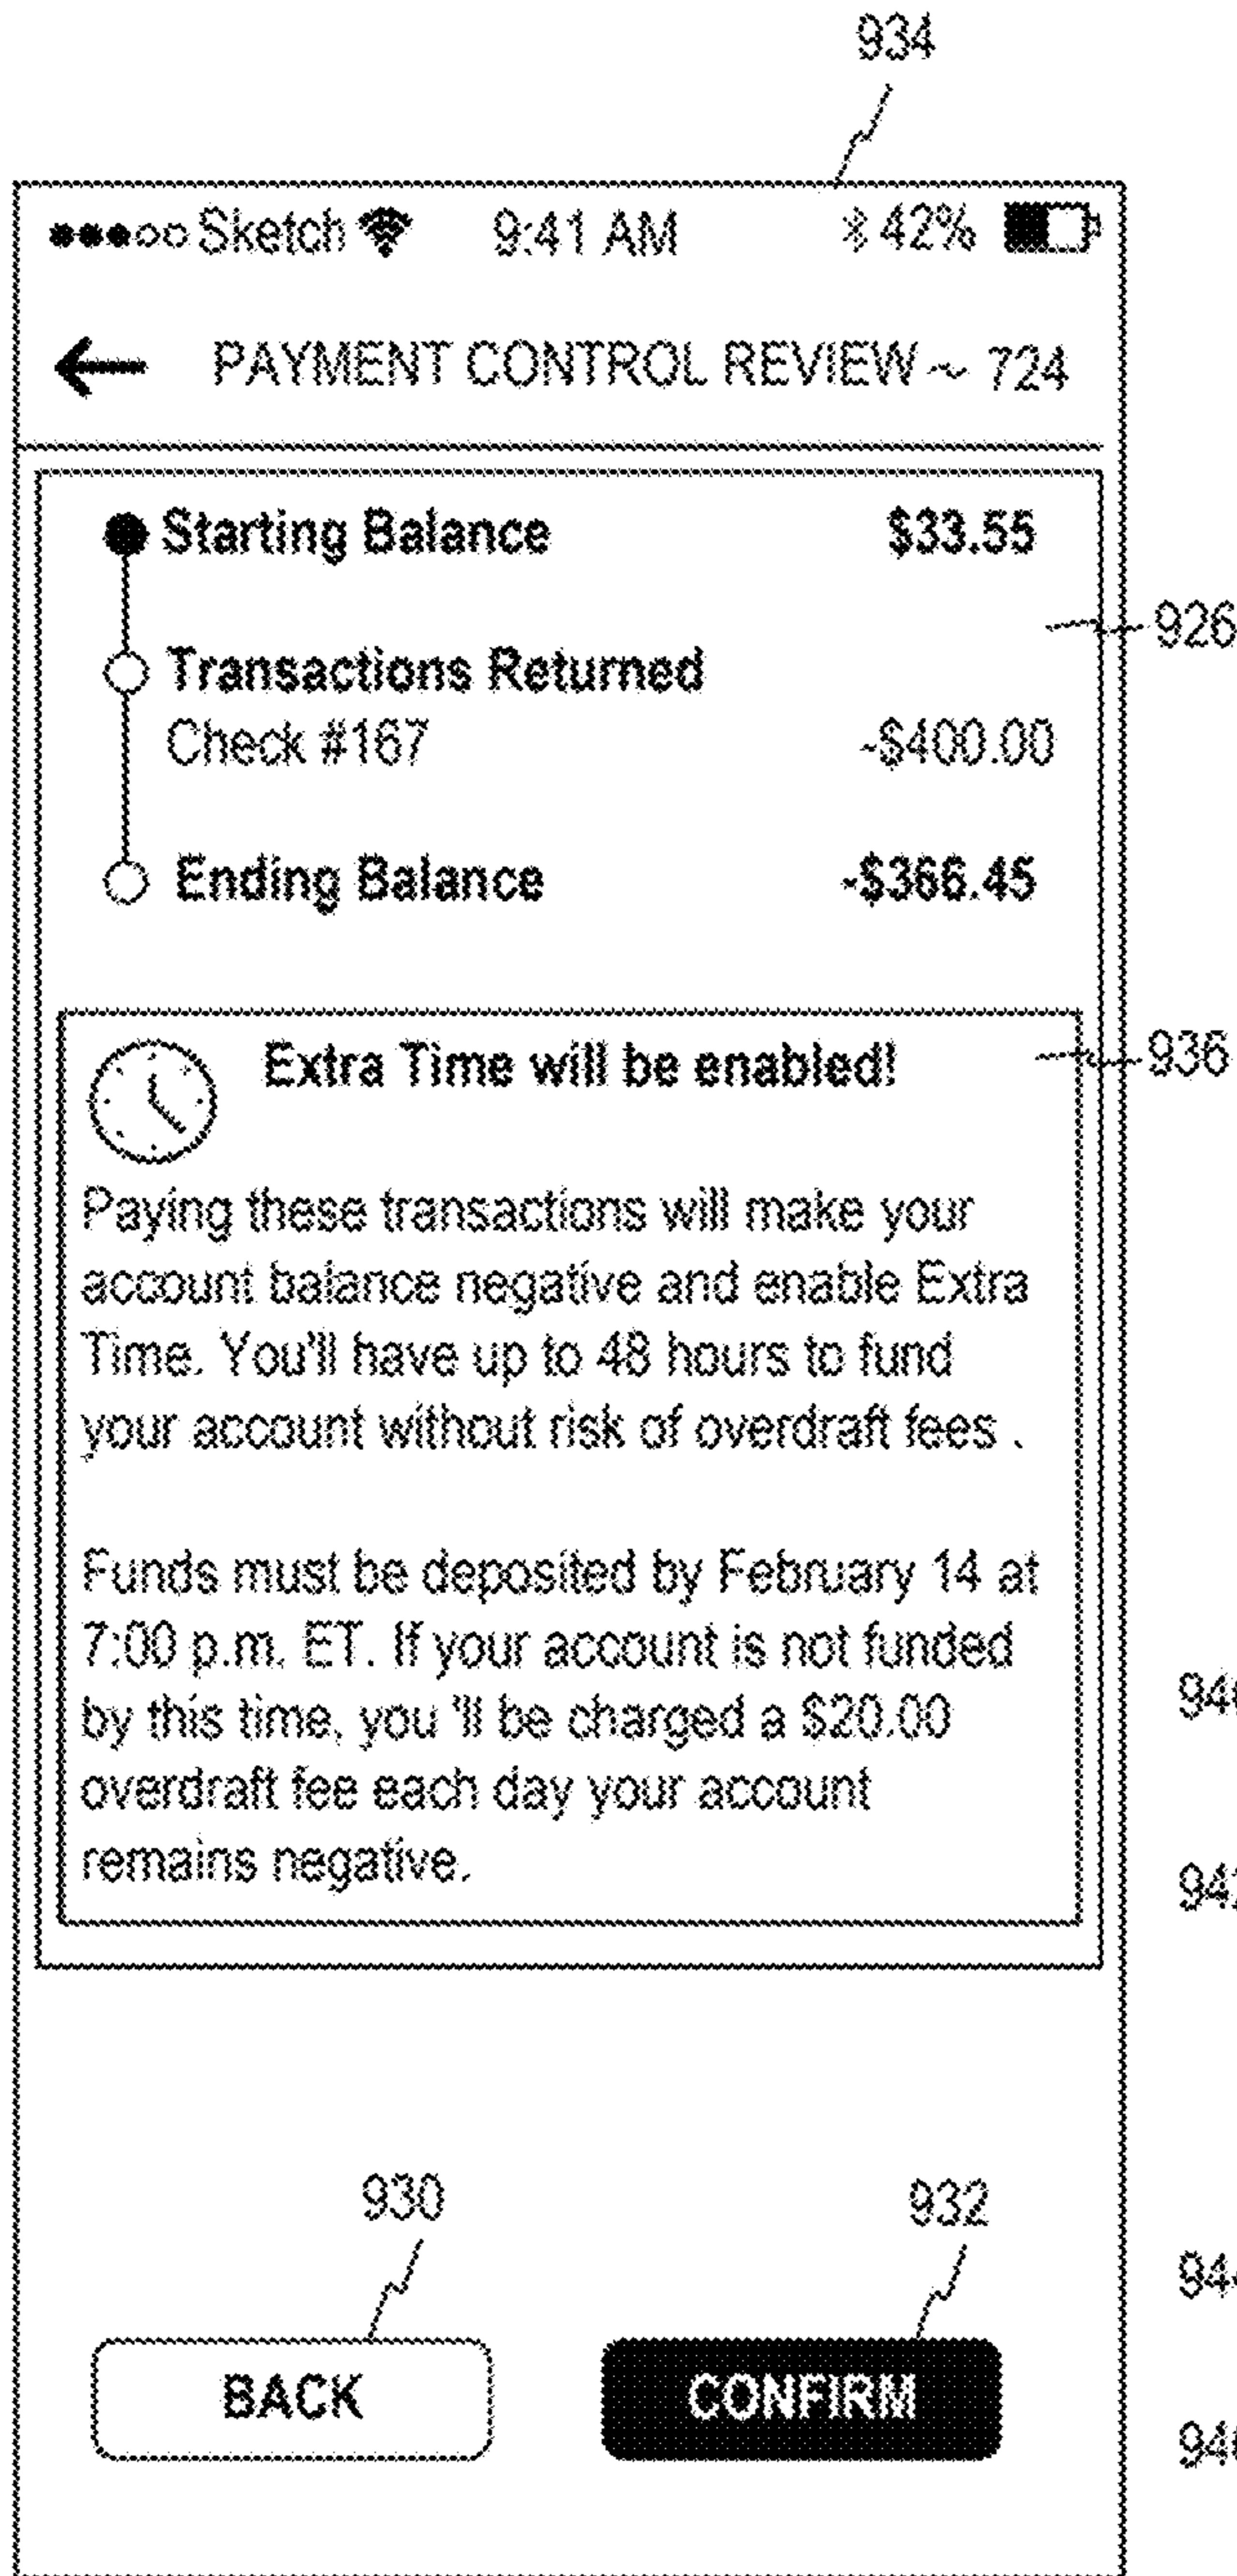 934
Sketch 9:41 AM 42%
PAYMENT CONTROL REVIEW ~ 724
Starting Balance $33.55
926
Transactions Returned
Check #167 -$400.00
Ending Balance -$366.45
Extra Time will be enabled!
936
Paying these transactions will make your
account balance negative and enable Extra
Time. You'll have up to 48 hours to fund
your account without risk of overdraft fees .
Funds must be deposited by February 14 at
7:00 p.m. ET. If your account is not funded
by this time, you 'll be charged a $20.00
overdraft fee each day your account
remains negative.
930 932
BACK CONFIRM